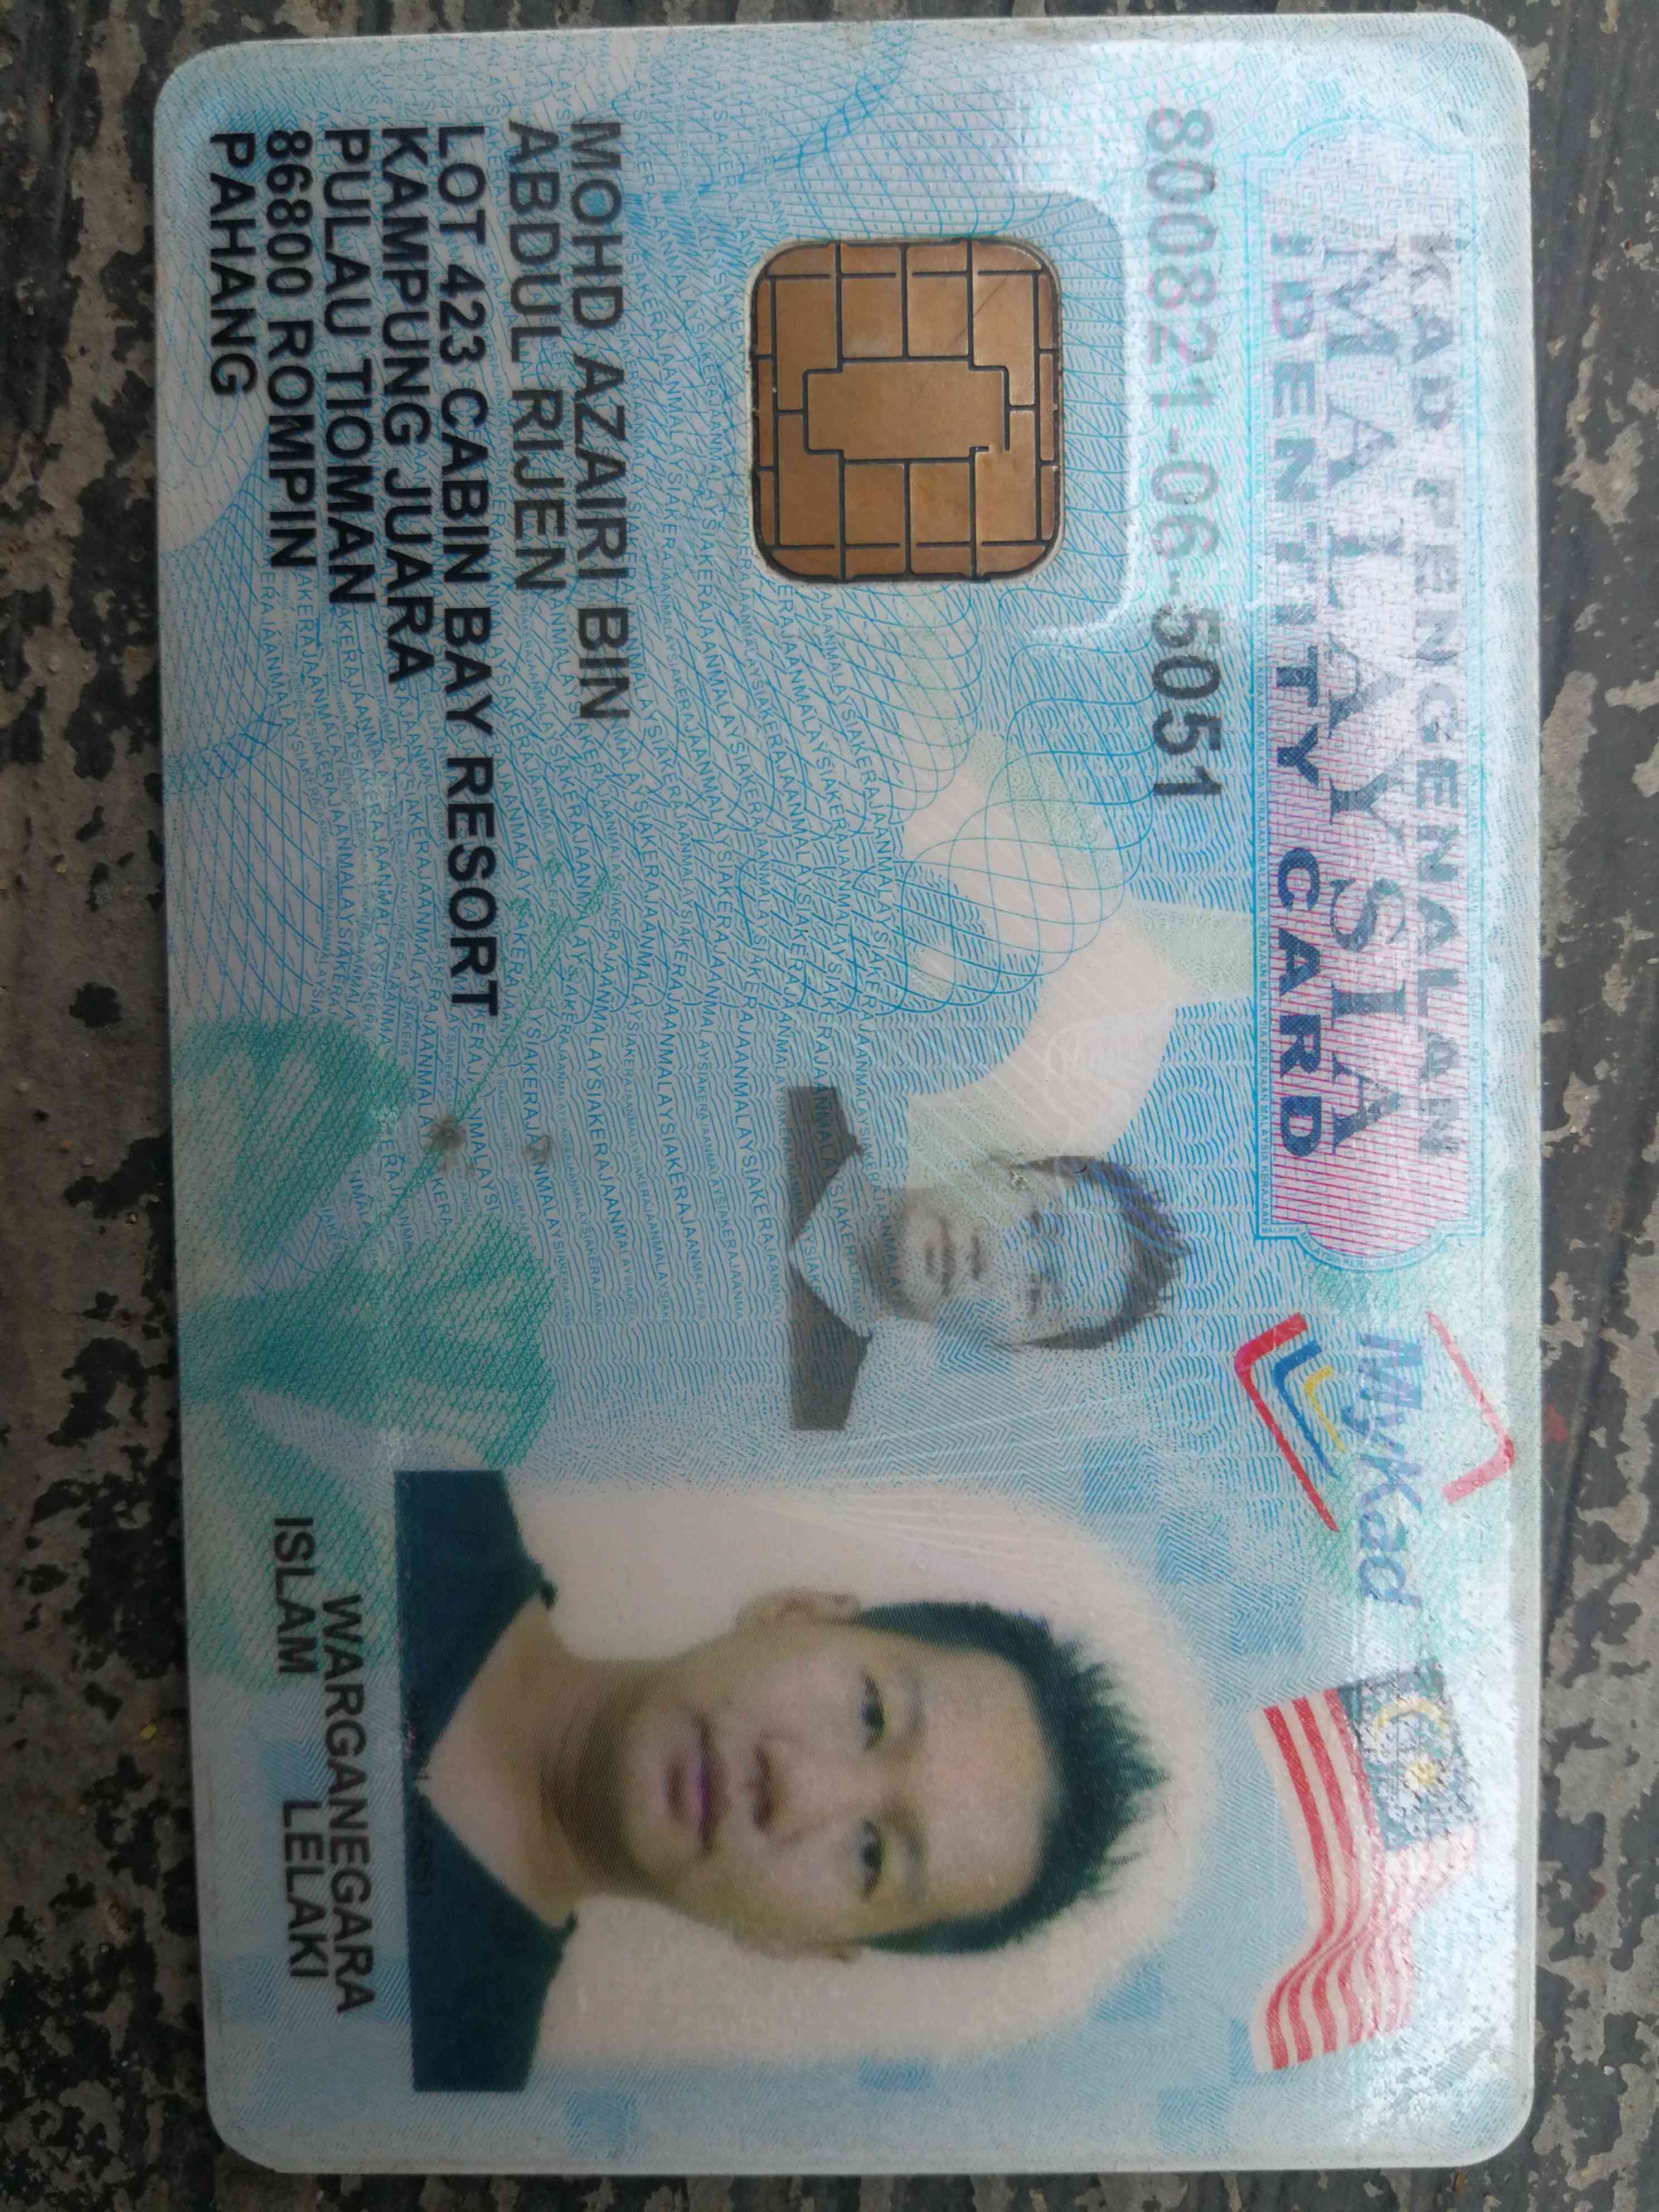 KAD PENGENALAN
MALAYSIA
IDENTITY CARD
MyKad
800821-06-5051
MOHD AZAIRI BIN
ABDUL RIJEN
LOT 423 CABIN BAY RESORT
KAMPUNG JUARA
PULAU TIOMAN
86800 ROMPIN
PAHANG
WARGANEGARA
ISLAM LELAKI